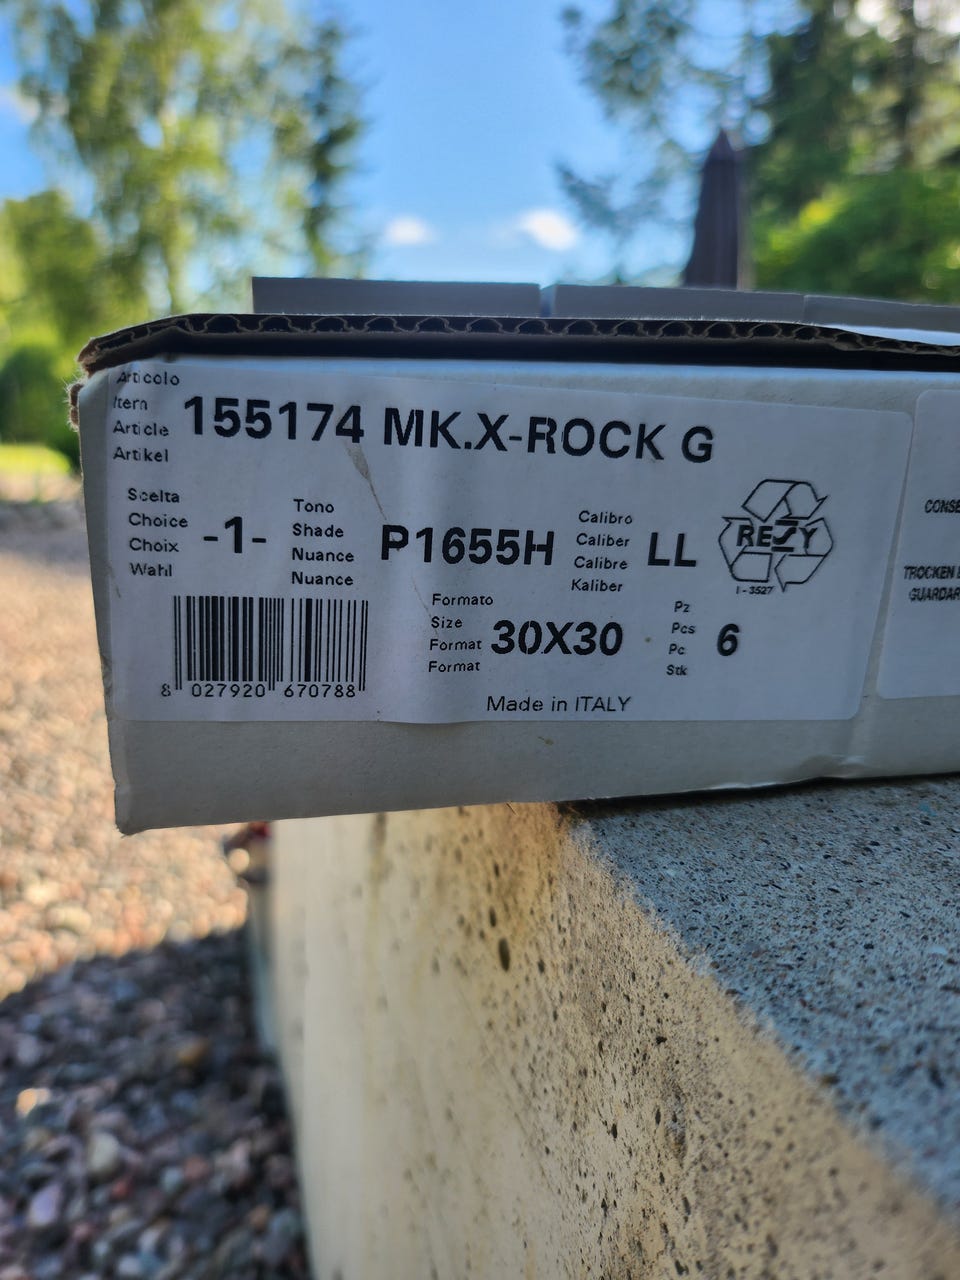 Articolo
Item
Article
Artikel
155174 MK.X-ROCK G
Scelta
Choice
Choix
Wahl
-1-
Tono
Shade
Nuance
Nuance
P1655H
Calibro
Caliber
Calibre
Kaliber
LL
RESY
I - 3527
8 027920 670788
Formato
Size
Format
Format
30X30
Pz
Pcs
Pc
Stk
6
Made in ITALY
CONSE
TROCKEN
GUARDAR